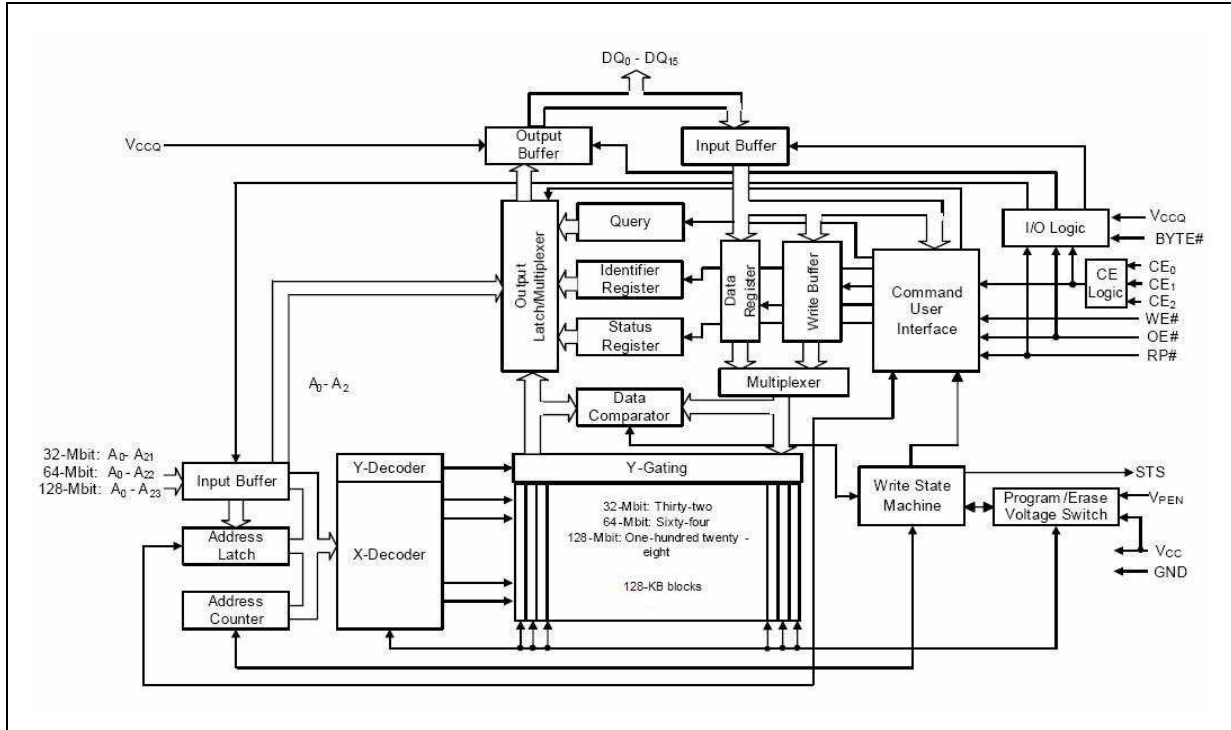 DQ0 - DQ15
VCCQ
Output
Buffer
Input Buffer
Query
I/O Logic
VCCQ
BYTE#
Output
Latch/Multiplexer
Identifier
Register
Data
Register
Write Buffer
Command
User
Interface
CE
Logic
CE0
CE1
CE2
WE#
OE#
RP#
Status
Register
A0- A2
Multiplexer
Data
Comparator
32-Mbit: A0- A21
64-Mbit: A0 - A22
128-Mbit: A0 - A23
Input Buffer
Y-Decoder
Y-Gating
Write State
Machine
STS
Program/Erase
Voltage Switch
VPEN
Address
Latch
X-Decoder
32-Mbit: Thirty-two
64-Mbit: Sixty-four
128-Mbit: One-hundred twenty -
eight
128-KB blocks
VCC
GND
Address
Counter